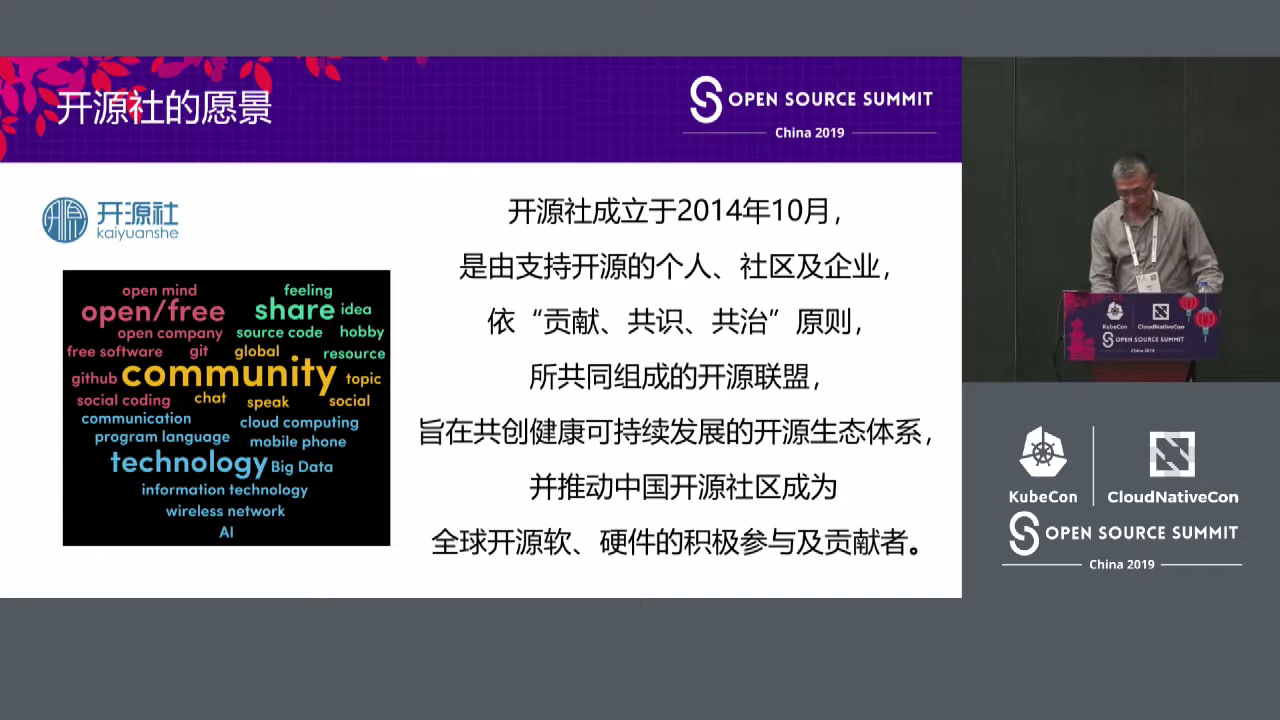 开源社的愿景
OPEN SOURCE SUMMIT
China 2019
开源社
kaiyuanshe
open mind
feeling
open/free
share
idea
open company
source code
hobby
free software
git
global
resource
github
community
topic
social coding
chat
speak
social
communication
cloud computing
program language
mobile phone
technology
Big Data
information technology
wireless network
AI
开源社成立于2014年10月，
是由支持开源的个人、社区及企业，
依“贡献、共识、共治”原则，
所共同组成的开源联盟，
旨在共创健康可持续发展的开源生态体系，
并推动中国开源社区成为
全球开源软、硬件的积极参与及贡献者。
KubeCon
CloudNativeCon
OPEN SOURCE SUMMIT
China 2019
KubeCon
CloudNativeCon
OPEN SOURCE SUMMIT
China 2019